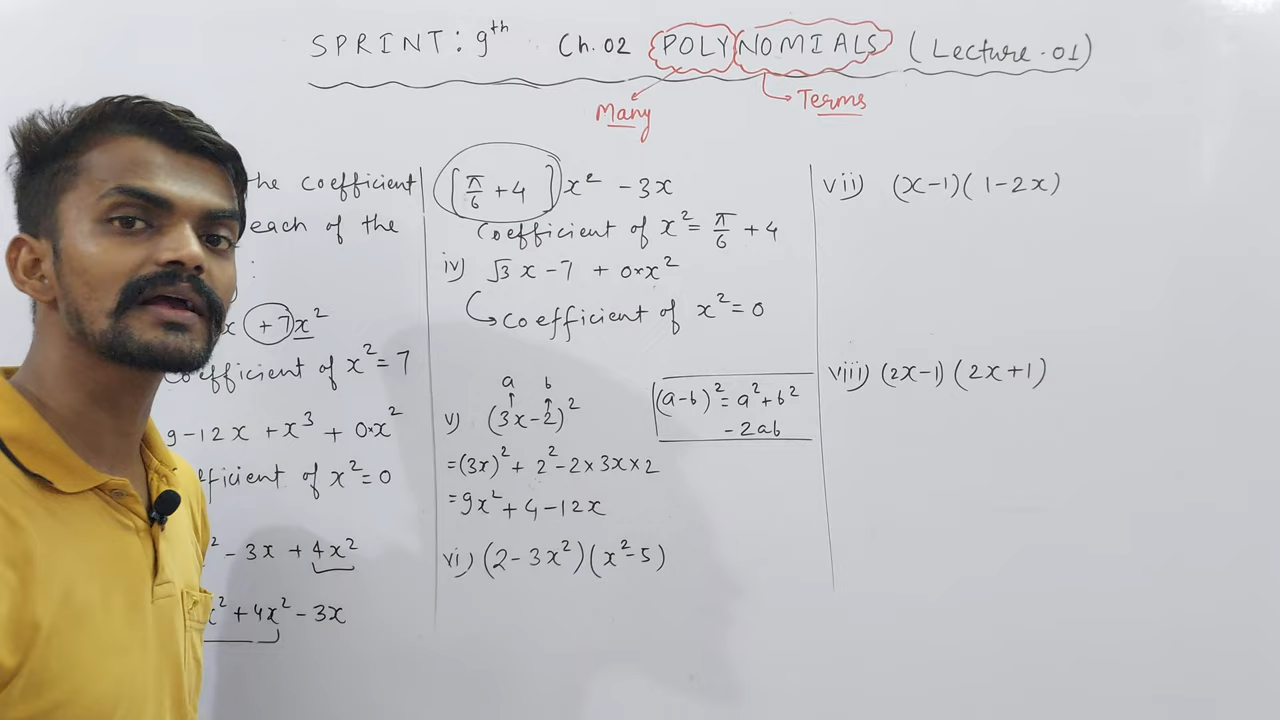 SPRINT: 9th Ch. 02 POLYNOMIALS (Lecture-01)
Many Terms
the coefficient
each of the
:
x +7x²
Coefficient of x² = 7
9-12x + x³ + 0×x²
efficient of x² = 0
² - 3x + 4x²
x² + 4x² - 3x
[π/6 + 4] x² - 3x
Coefficient of x² = π/6 + 4
iv) √3 x - 7 + 0×x²
Coefficient of x² = 0
a b
v) (3x-2)²
(a-b)² = a² + b²
- 2ab
= (3x)² + 2² - 2×3x×2
= 9x² + 4 - 12x
vi) (2-3x²)(x²-5)
vii) (x-1)(1-2x)
viii) (2x-1)(2x+1)